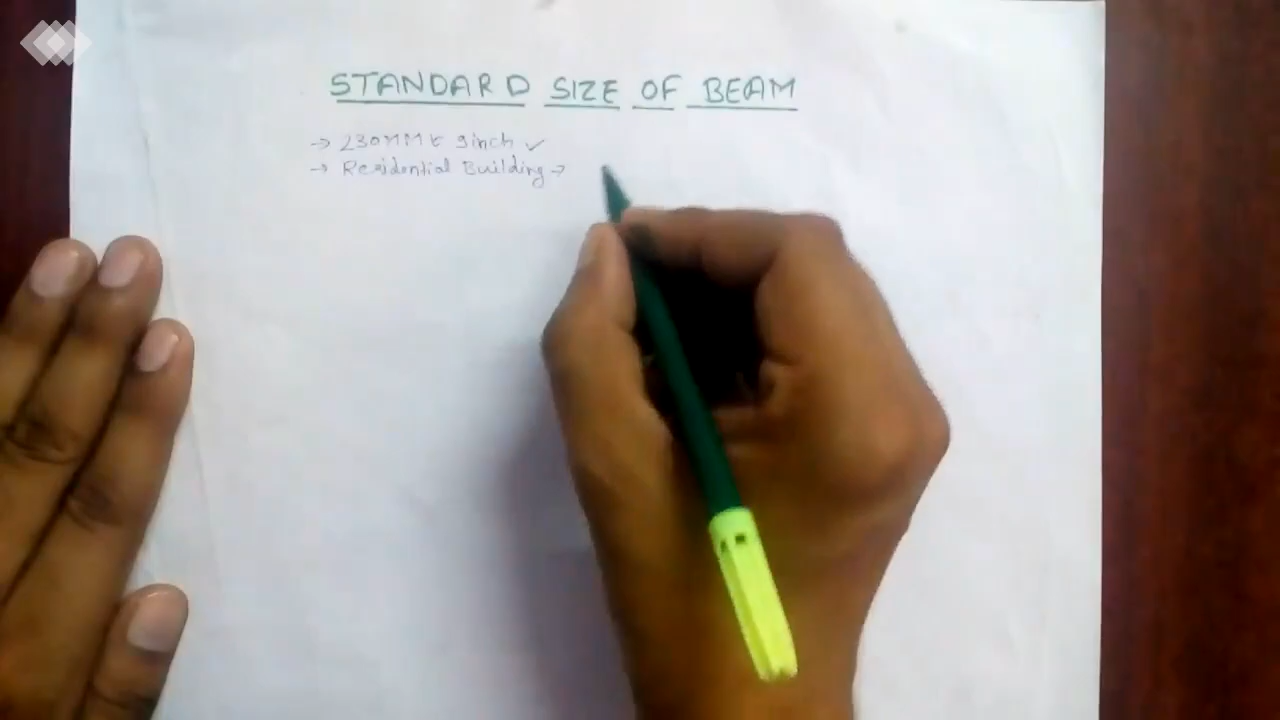 STANDARD SIZE OF BEAM
→ 230MM & 9inch ✓
→ Residential Building →